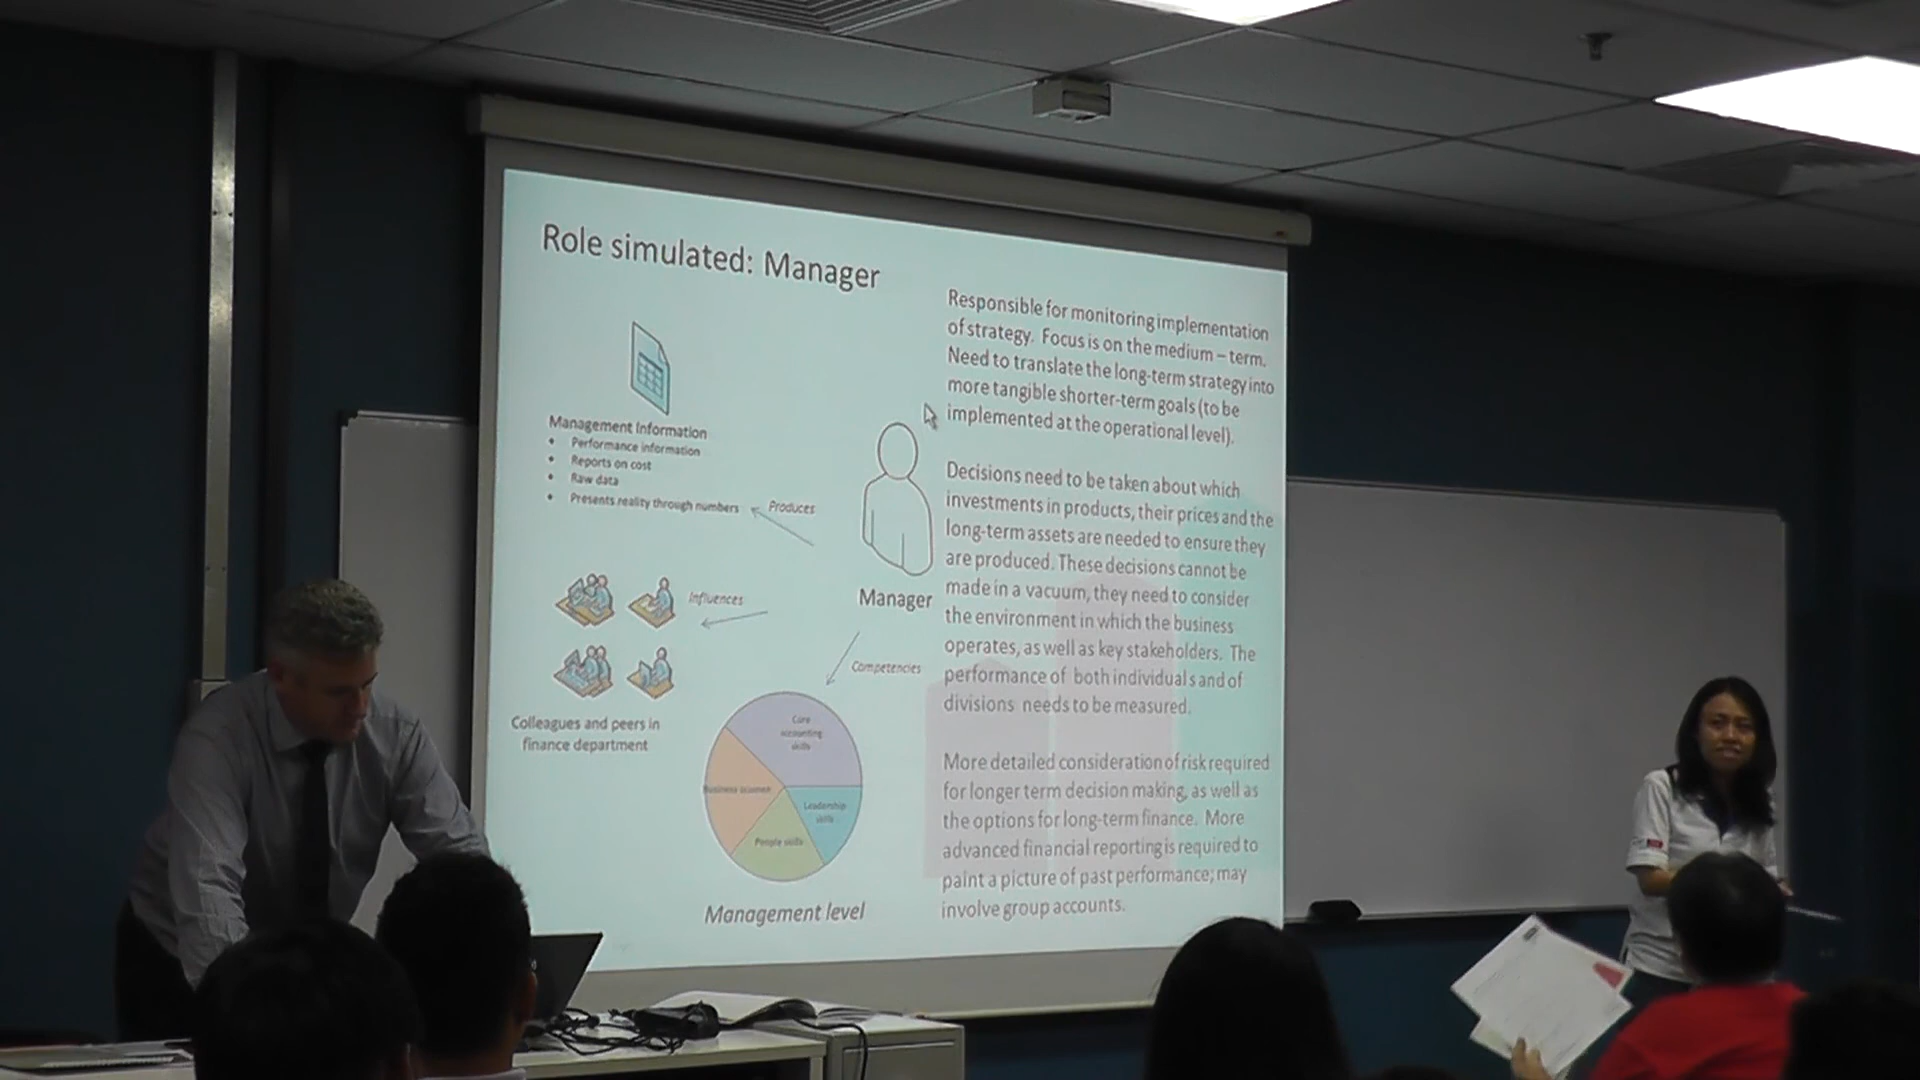 Role simulated: Manager
Management Information
• Performance information
• Reports on cost
• Raw data
• Presents reality through numbers
Produces
Influences
Colleagues and peers in
finance department
Manager
Competencies
Core
accounting
skills
Business acumen
Leadership
skills
People skills
Management level
Responsible for monitoring implementation
of strategy. Focus is on the medium – term.
Need to translate the long-term strategy into
more tangible shorter-term goals (to be
implemented at the operational level).
Decisions need to be taken about which
investments in products, their prices and the
long-term assets are needed to ensure they
are produced. These decisions cannot be
made in a vacuum, they need to consider
the environment in which the business
operates, as well as key stakeholders. The
performance of both individuals and of
divisions needs to be measured.
More detailed consideration of risk required
for longer term decision making, as well as
the options for long-term finance. More
advanced financial reporting is required to
paint a picture of past performance; may
involve group accounts.